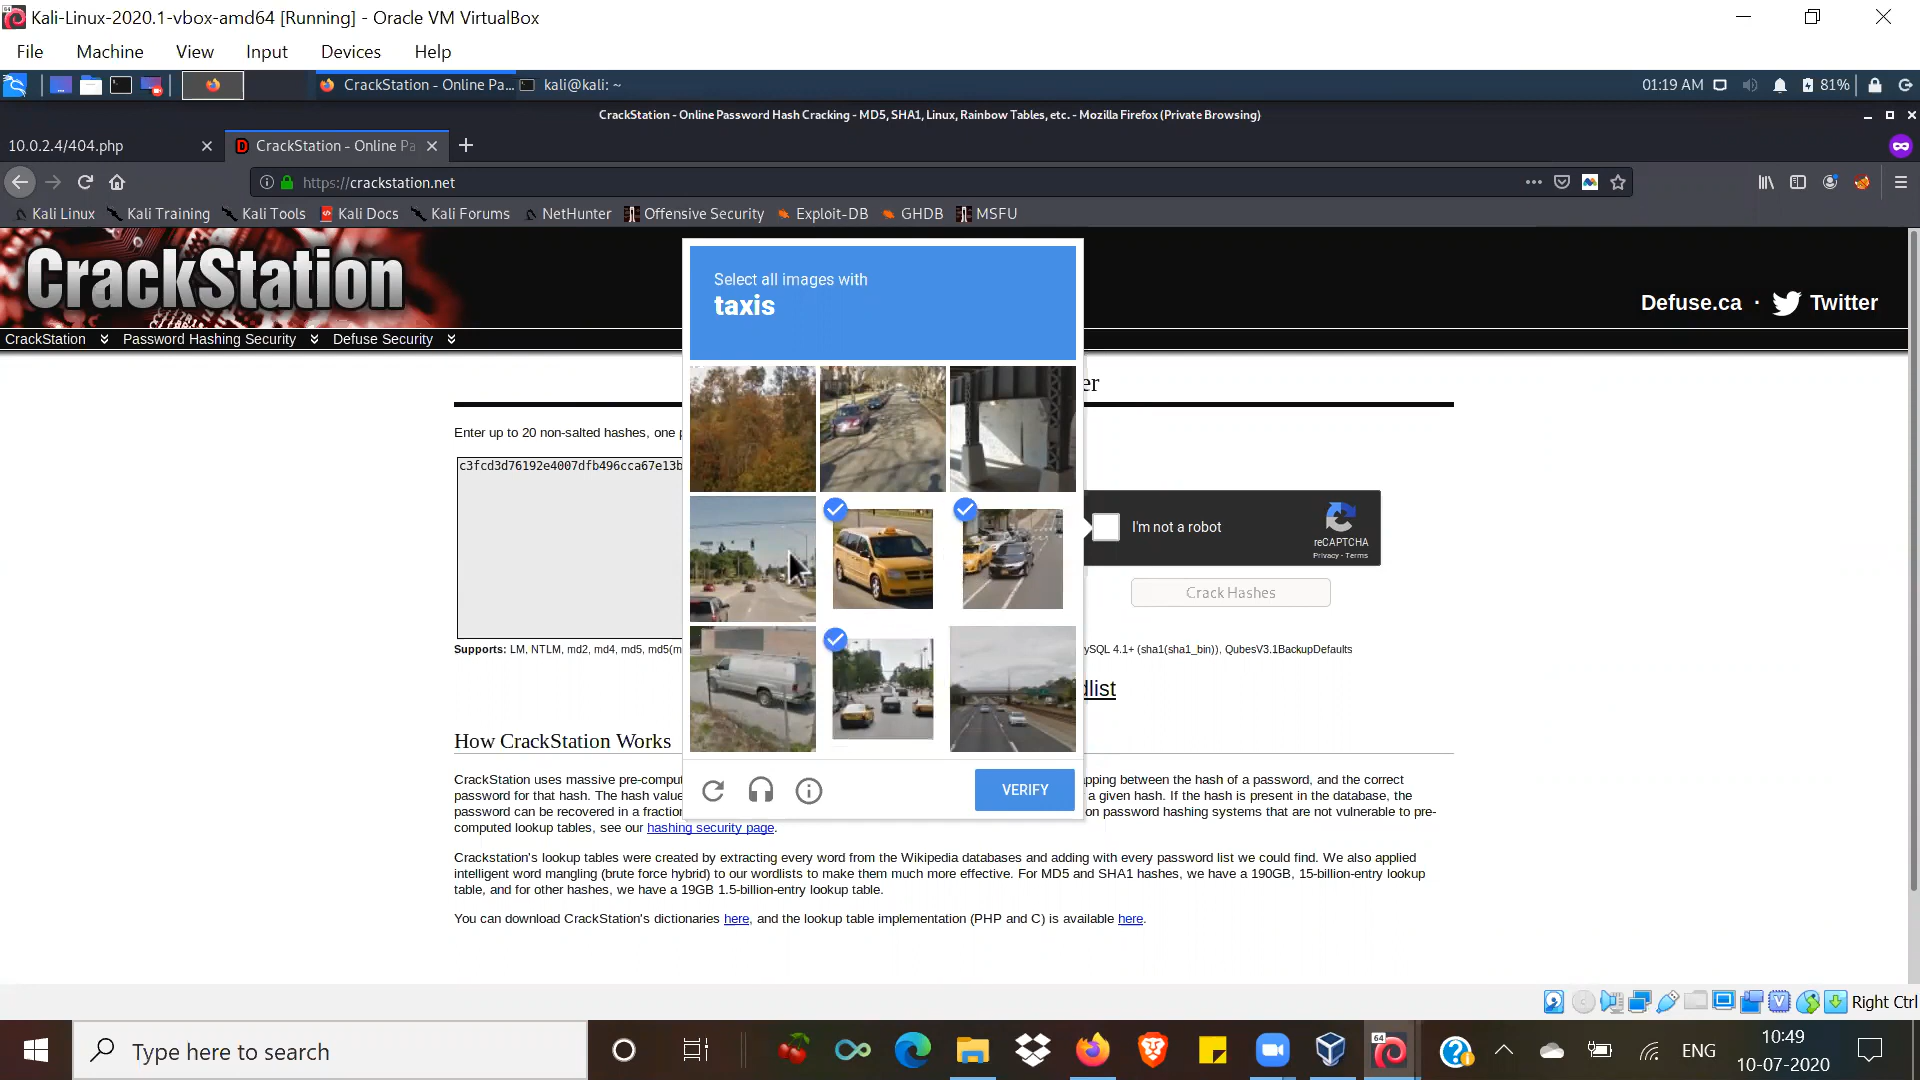 Kali-Linux-2020.1-vbox-amd64 [Running] - Oracle VM VirtualBox
File Machine View Input Devices Help
CrackStation - Online Pa... kali@kali: ~ 01:19 AM 81%
CrackStation - Online Password Hash Cracking - MD5, SHA1, Linux, Rainbow Tables, etc. - Mozilla Firefox (Private Browsing)
10.0.2.4/404.php CrackStation - Online Pa
https://crackstation.net
Kali Linux Kali Training Kali Tools Kali Docs Kali Forums NetHunter Offensive Security Exploit-DB GHDB MSFU
CrackStation
Defuse.ca · Twitter
CrackStation Password Hashing Security Defuse Security
Select all images with
taxis
er
Enter up to 20 non-salted hashes, one p
c3fcd3d76192e4007dfb496cca67e13b
I'm not a robot
reCAPTCHA
Privacy - Terms
Crack Hashes
Supports: LM, NTLM, md2, md4, md5, md5(m ySQL 4.1+ (sha1(sha1_bin)), QubesV3.1BackupDefaults
dlist
How CrackStation Works
CrackStation uses massive pre-comput pping between the hash of a password, and the correct
password for that hash. The hash value a given hash. If the hash is present in the database, the
password can be recovered in a fraction on password hashing systems that are not vulnerable to pre-
computed lookup tables, see our hashing security page.
VERIFY
Crackstation's lookup tables were created by extracting every word from the Wikipedia databases and adding with every password list we could find. We also applied
intelligent word mangling (brute force hybrid) to our wordlists to make them much more effective. For MD5 and SHA1 hashes, we have a 190GB, 15-billion-entry lookup
table, and for other hashes, we have a 19GB 1.5-billion-entry lookup table.
You can download CrackStation's dictionaries here, and the lookup table implementation (PHP and C) is available here.
Right Ctrl
Type here to search
64
ENG
10:49
10-07-2020